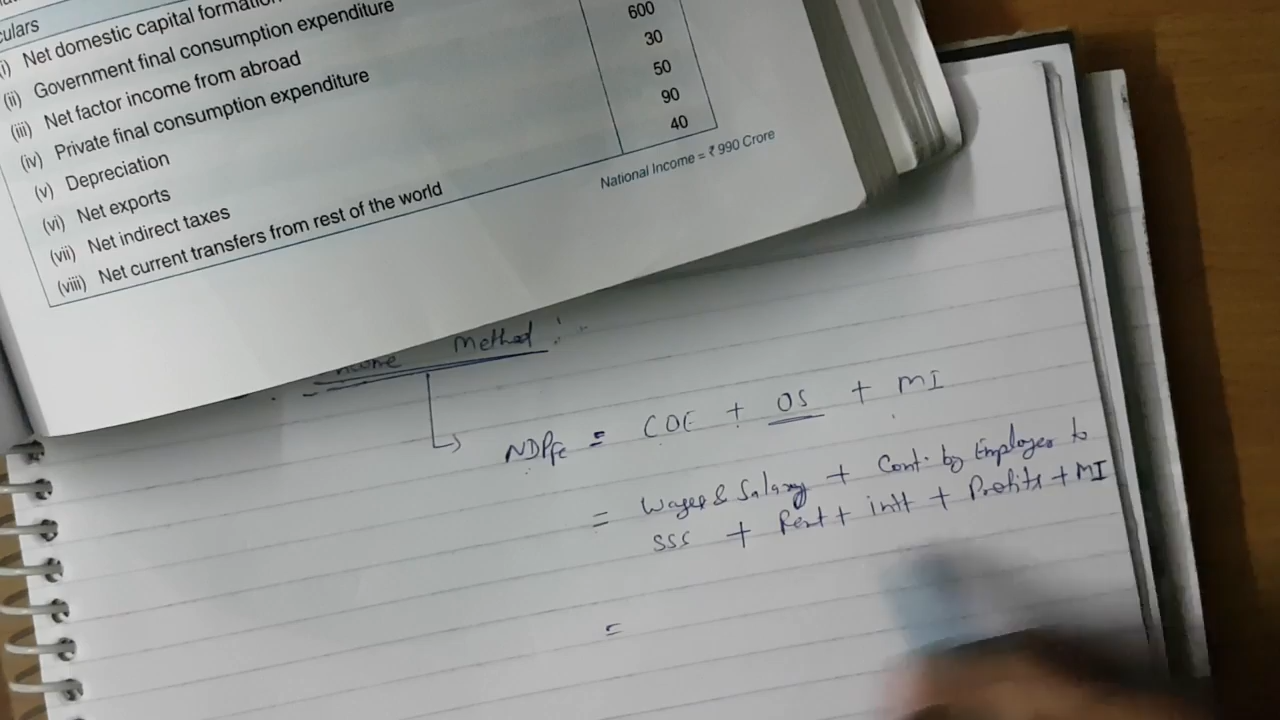 culars
(i) Net domestic capital formation
(ii) Government final consumption expenditure
(iii) Net factor income from abroad
(iv) Private final consumption expenditure
(v) Depreciation
(vi) Net exports
(vii) Net indirect taxes
(viii) Net current transfers from rest of the world
600
30
50
90
40
National Income = ₹ 990 Crore
ncome Method :-
NDPfc = COE + OS + MI
= Wages & Salary + Cont. by Employer to
SSS + Rent + intt + Profits + MI
=